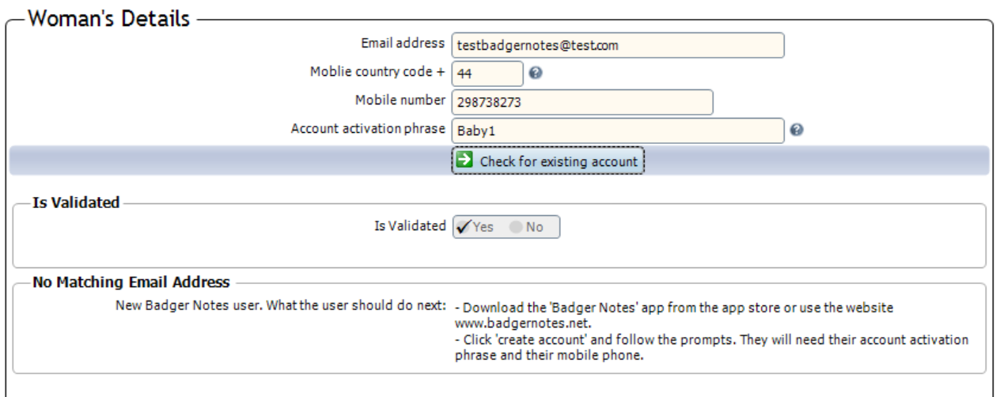 Woman's Details
Email address testbadgernotes@test.com
Moblie country code + 44
Mobile number 298738273
Account activation phrase Baby1
Check for existing account
Is Validated
Is Validated Yes No
No Matching Email Address
New Badger Notes user. What the user should do next: - Download the 'Badger Notes' app from the app store or use the website
www.badgernotes.net.
- Click 'create account' and follow the prompts. They will need their account activation
phrase and their mobile phone.